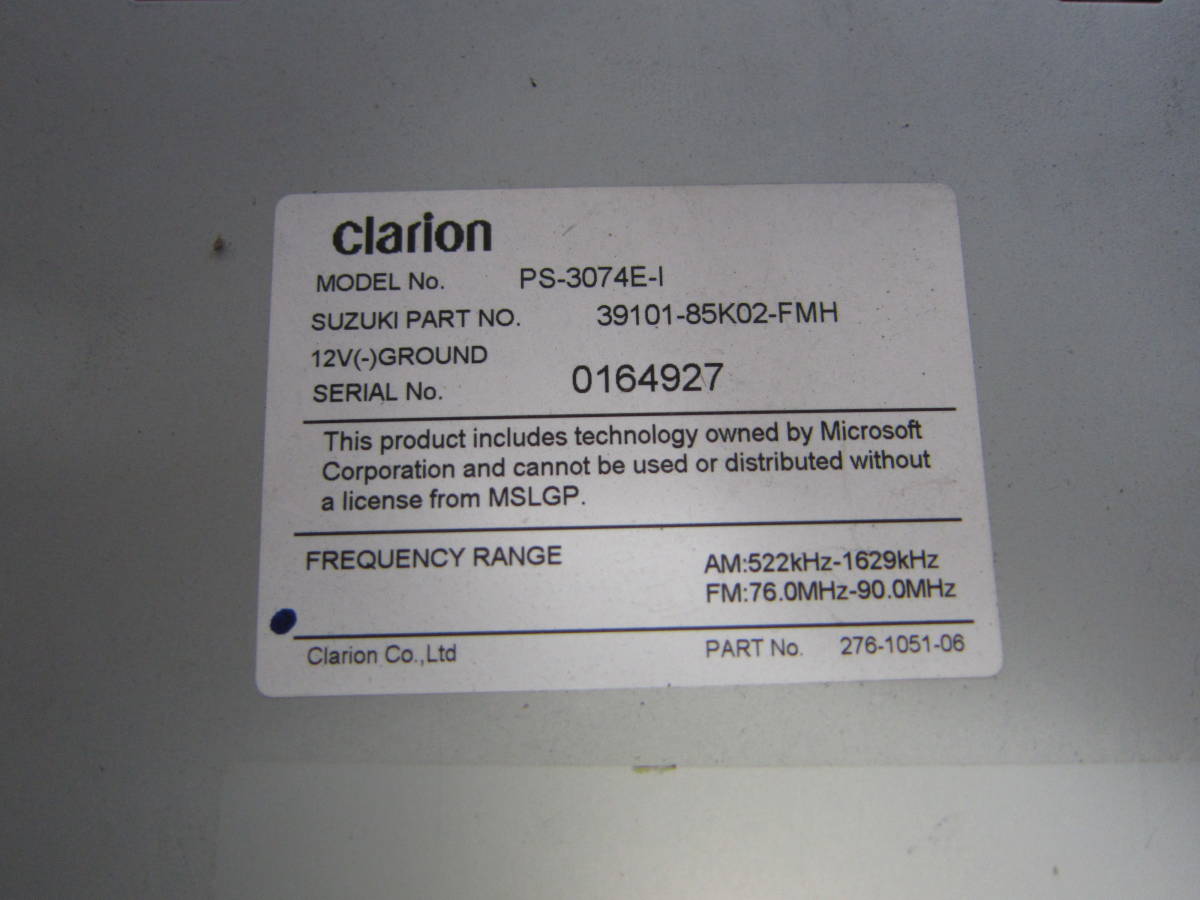 clarion
MODEL No. PS-3074E-I
SUZUKI PART NO. 39101-85K02-FMH
12V(-)GROUND
SERIAL No. 0164927
This product includes technology owned by Microsoft
Corporation and cannot be used or distributed without
a license from MSLGP.
FREQUENCY RANGE AM:522kHz-1629kHz
FM:76.0MHz-90.0MHz
Clarion Co.,Ltd PART No. 276-1051-06